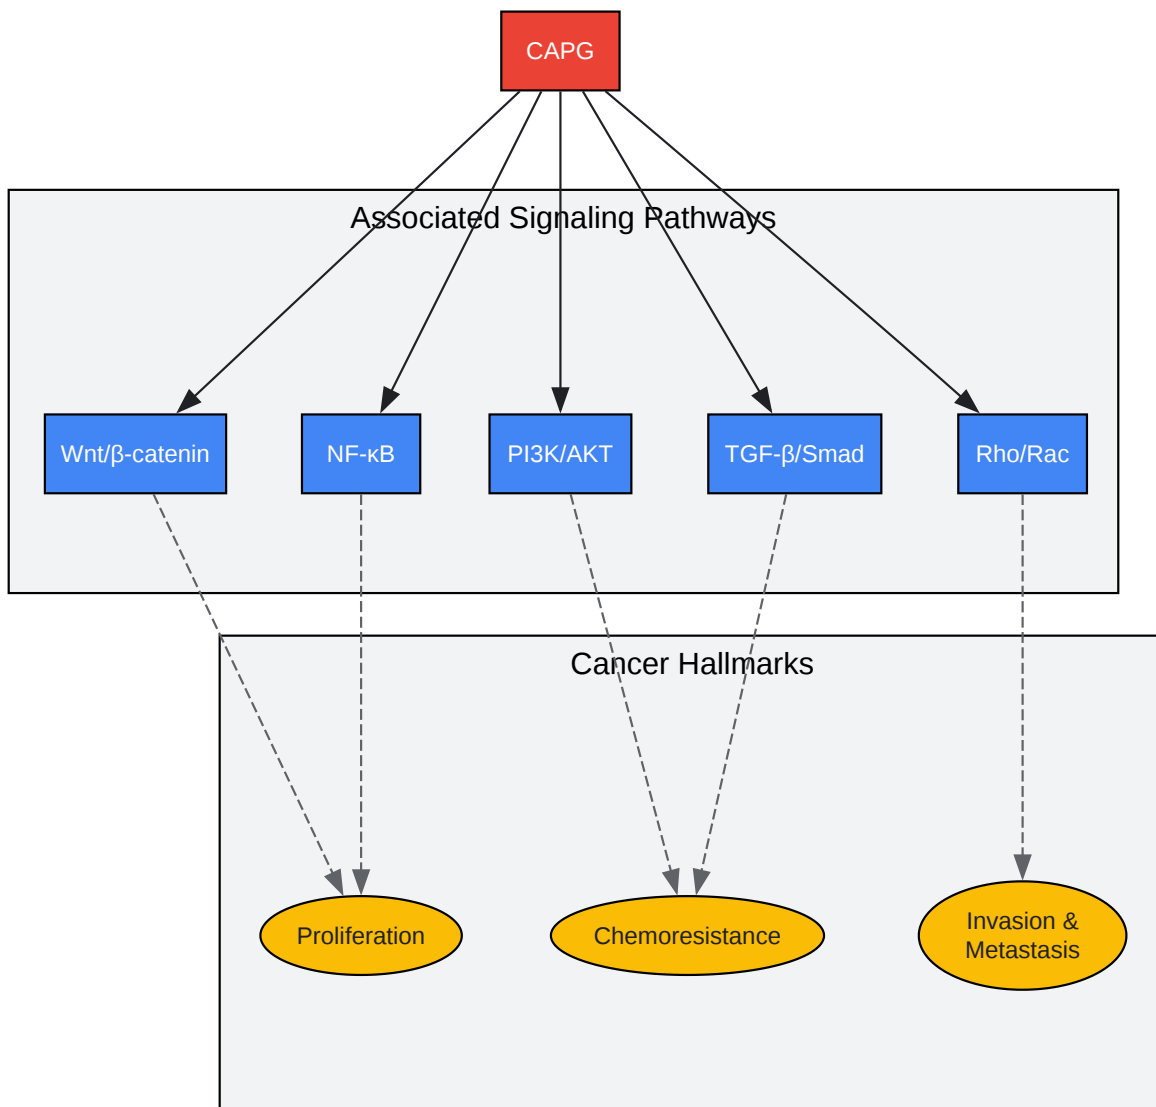 CAPG
Associated Signaling Pathways
Wnt/β-catenin
NF-κB
PI3K/AKT
TGF-β/Smad
Rho/Rac
Cancer Hallmarks
Proliferation
Chemoresistance
Invasion &
Metastasis